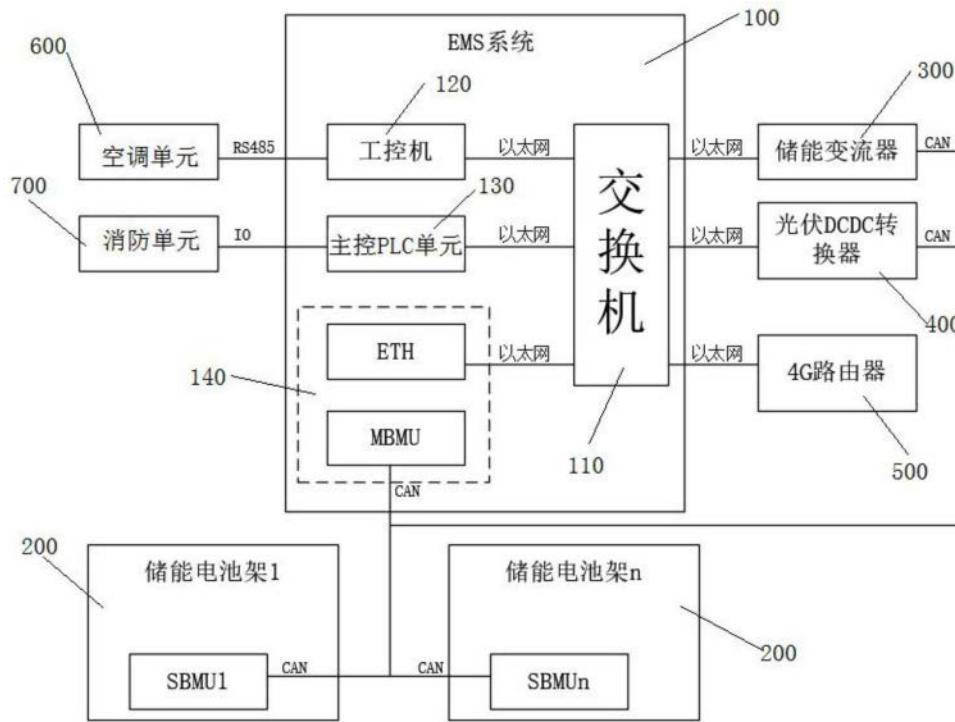 100
EMS系统
600
120
300
空调单元
RS485
工控机
以太网
交换机
以太网
储能变流器
CAN
700
130
消防单元
IO
主控PLC单元
以太网
以太网
光伏DCDC转
换器
CAN
400
ETH
以太网
以太网
4G路由器
140
MBMU
110
500
CAN
200
储能电池架1
储能电池架n
200
SBMU1
CAN
CAN
SBMUn